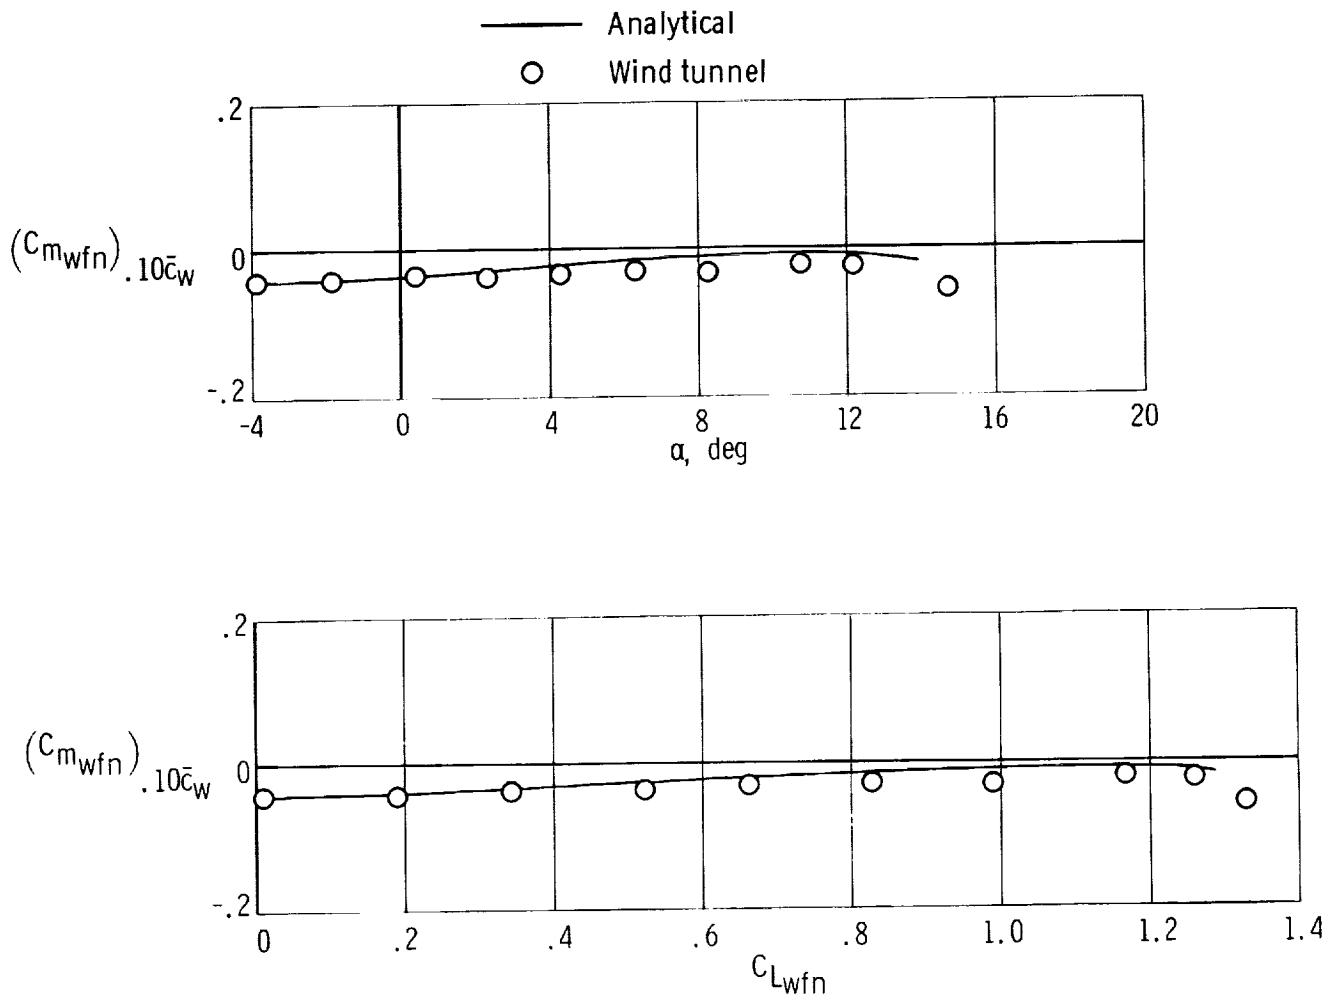 Analytical
Wind tunnel
.2
(Cmwfn).10c̄w 0
-.2
-4 0 4 8 12 16 20
α, deg
.2
(Cmwfn).10c̄w 0
-.2
0 .2 .4 .6 .8 1.0 1.2 1.4
CLwfn